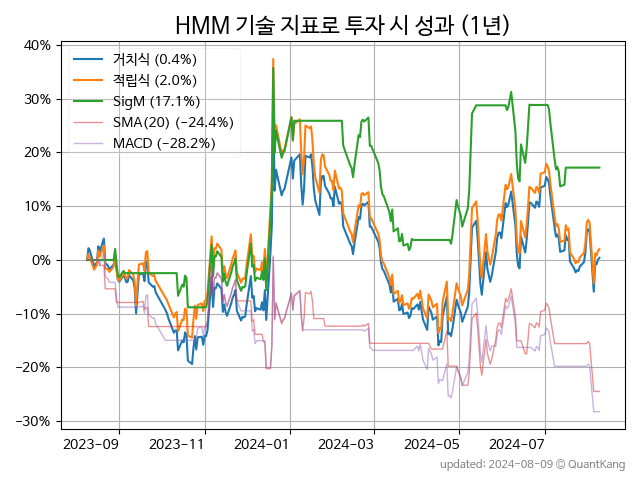 HMM 기술 지표로 투자 시 성과 (1년)
40%
30%
20%
10%
0%
−10%
−20%
−30%
거치식 (0.4%)
적립식 (2.0%)
SigM (17.1%)
SMA(20) (−24.4%)
MACD (−28.2%)
2023-09
2023-11
2024-01
2024-03
2024-05
2024-07
updated: 2024-08-09 © QuantKang